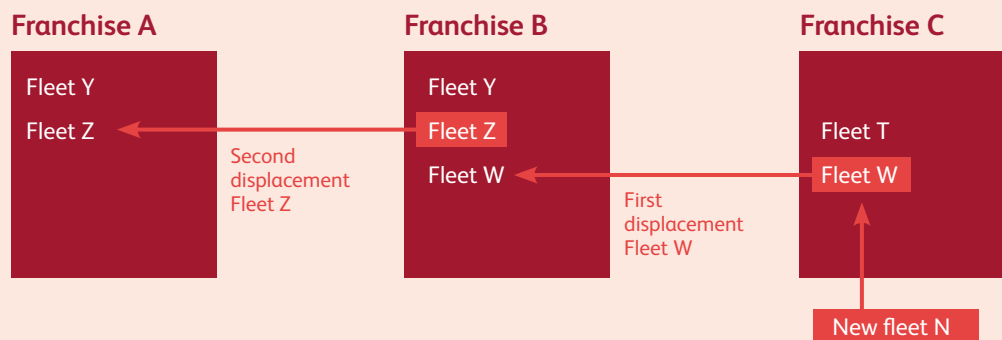 Franchise A
Fleet Y
Fleet Z
Second
displacement
Fleet Z
Franchise B
Fleet Y
Fleet Z
Fleet W
First
displacement
Fleet W
Franchise C
Fleet T
Fleet W
New fleet N